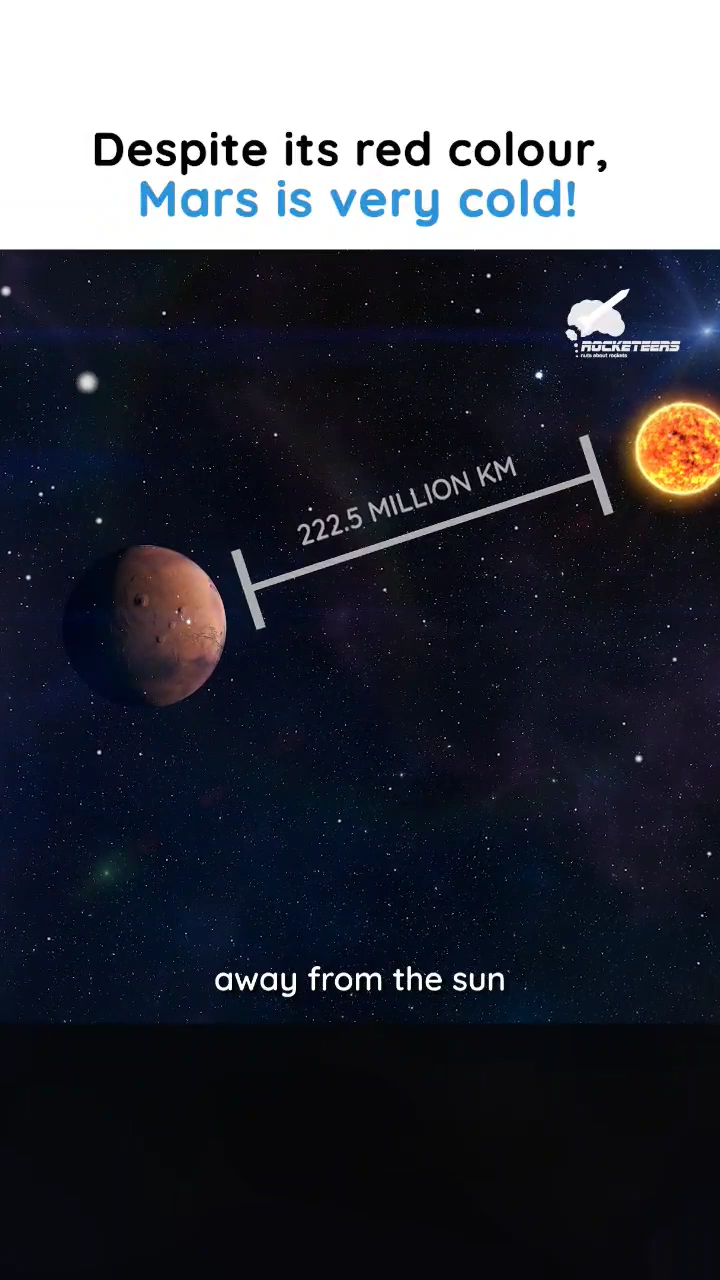 Despite its red colour,
Mars is very cold!
ROCKETEERS
nuts about rockets
222.5 MILLION KM
away from the sun